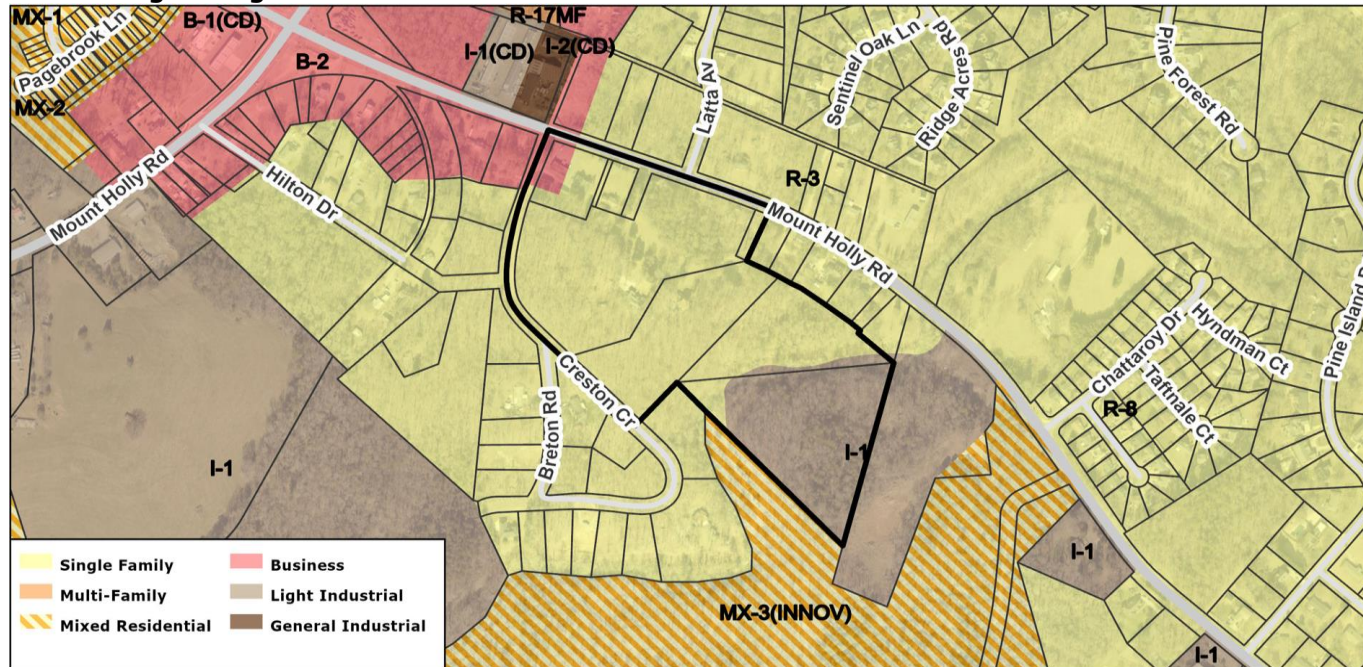 MX-1
B-1(CD)
R-17MF
Pagebrook Ln
I-1(CD)
I-2(CD)
B-2
MX-2
Latta Av
Sentinel Oak Ln
Ridge Acres Rd
Pine Forest Rd
Mount Holly Rd
Hilton Dr
R-3
Mount Holly Rd
Pine Island D
Chattaroy Dr
Hyndman Ct
Taftnale Ct
R-8
Creston Cr
Breton Rd
I-1
I-1
I-1
MX-3(INNOV)
I-1
Single Family
Business
Multi-Family
Light Industrial
Mixed Residential
General Industrial